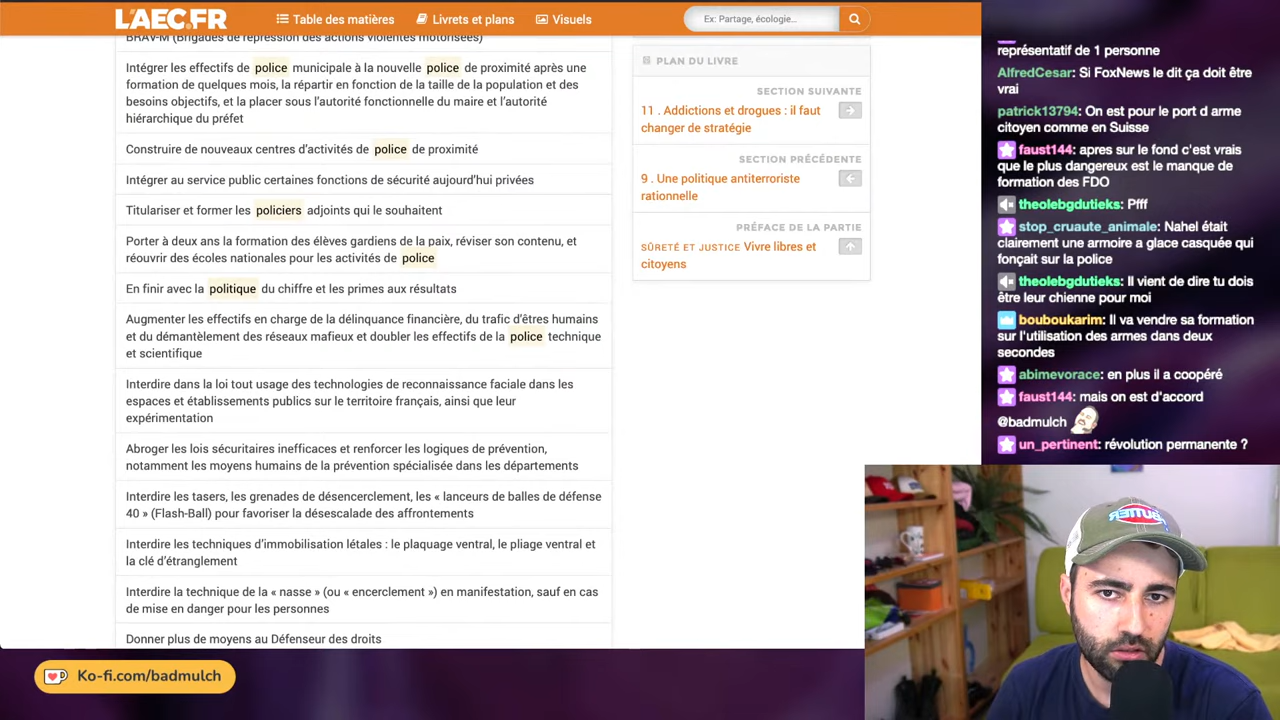 L'AEC.FR
Table des matières
Livrets et plans
Visuels
Ex: Partage, écologie...
BRAV-M (Brigades de répression des actions violentes motorisées)
Intégrer les effectifs de police municipale à la nouvelle police de proximité après une
formation de quelques mois, la répartir en fonction de la taille de la population et des
besoins objectifs, et la placer sous l'autorité fonctionnelle du maire et l'autorité
hiérarchique du préfet
Construire de nouveaux centres d'activités de police de proximité
Intégrer au service public certaines fonctions de sécurité aujourd'hui privées
Titulariser et former les policiers adjoints qui le souhaitent
Porter à deux ans la formation des élèves gardiens de la paix, réviser son contenu, et
réouvrir des écoles nationales pour les activités de police
En finir avec la politique du chiffre et les primes aux résultats
Augmenter les effectifs en charge de la délinquance financière, du trafic d'êtres humains
et du démantèlement des réseaux mafieux et doubler les effectifs de la police technique
et scientifique
Interdire dans la loi tout usage des technologies de reconnaissance faciale dans les
espaces et établissements publics sur le territoire français, ainsi que leur
expérimentation
Abroger les lois sécuritaires inefficaces et renforcer les logiques de prévention,
notamment les moyens humains de la prévention spécialisée dans les départements
Interdire les tasers, les grenades de désencerclement, les « lanceurs de balles de défense
40 » (Flash-Ball) pour favoriser la désescalade des affrontements
Interdire les techniques d'immobilisation létales : le plaquage ventral, le pliage ventral et
la clé d'étranglement
Interdire la technique de la « nasse » (ou « encerclement ») en manifestation, sauf en cas
de mise en danger pour les personnes
Donner plus de moyens au Défenseur des droits
PLAN DU LIVRE
SECTION SUIVANTE
11 . Addictions et drogues : il faut
changer de stratégie
SECTION PRÉCÉDENTE
9 . Une politique antiterroriste
rationnelle
PRÉFACE DE LA PARTIE
SÛRETÉ ET JUSTICE Vivre libres et
citoyens
représentatif de 1 personne
AlfredCesar: Si FoxNews le dit ça doit être
vrai
patrick13794: On est pour le port d arme
citoyen comme en Suisse
faust144: apres sur le fond c'est vrais
que le plus dangereux est le manque de
formation des FDO
theolebgdutieks: Pfff
stop_cruaute_animale: Nahel était
clairement une armoire a glace casquée qui
fonçait sur la police
theolebgdutieks: Il vient de dire tu dois
être leur chienne pour moi
bouboukarim: Il va vendre sa formation
sur l'utilisation des armes dans deux
secondes
abimevorace: en plus il a coopéré
faust144: mais on est d'accord
@badmulch
un_pertinent: révolution permanente ?
Ko-fi.com/badmulch